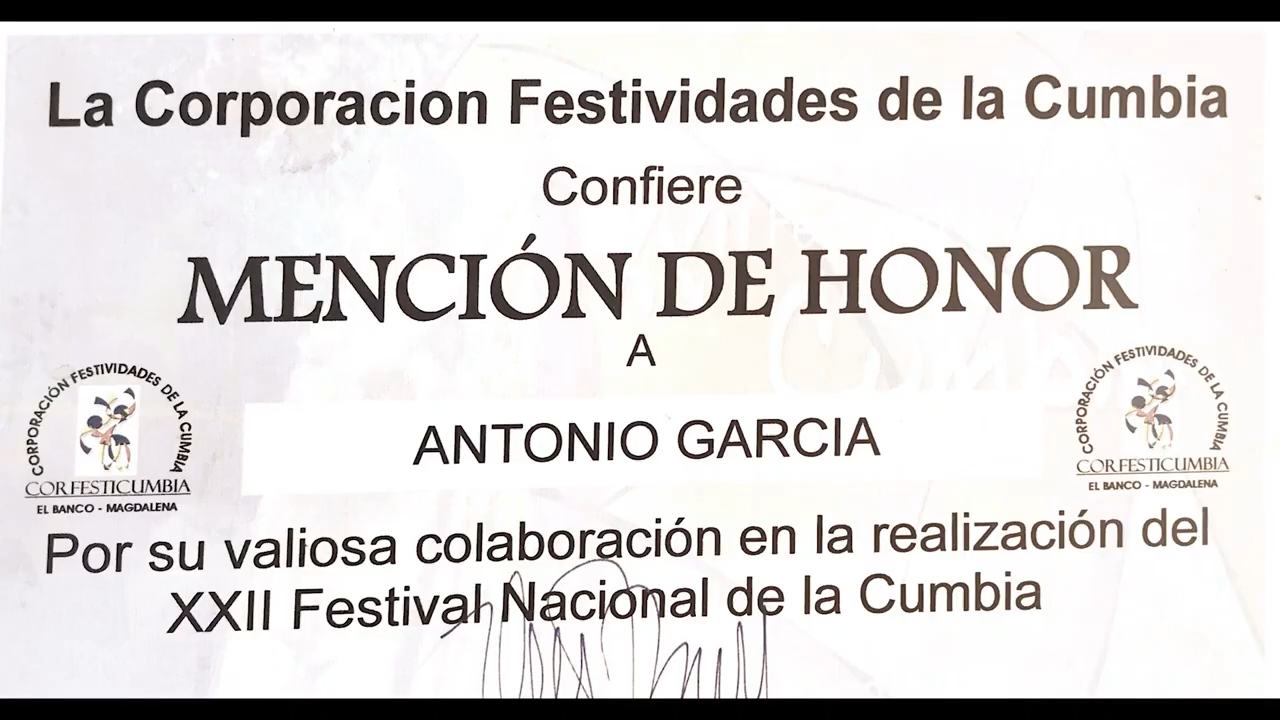 La Corporacion Festividades de la Cumbia
Confiere
MENCIÓN DE HONOR
A
ANTONIO GARCIA
CORPORACIÓN FESTIVIDADES DE LA CUMBIA
CORFESTICUMBIA
EL BANCO - MAGDALENA
CORPORACIÓN FESTIVIDADES DE LA CUMBIA
CORFESTICUMBIA
EL BANCO - MAGDALENA
Por su valiosa colaboración en la realización del
XXII Festival Nacional de la Cumbia